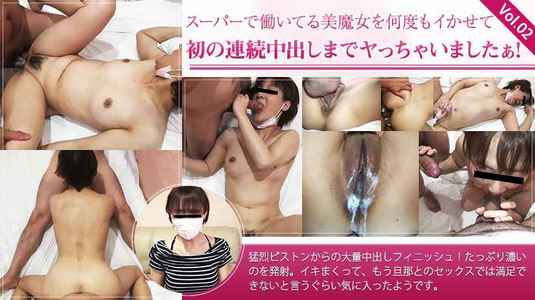 スーパーで働いてる美魔女を何度もイかせて
初の連続中出しまでヤっちゃいましたぁ!
Vol.02
猛烈ピストンからの大量中出しフィニッシュ！たっぷり濃い
のを発射。イキまくって、もう旦那とのセックスでは満足で
きないと言うぐらい気に入ったようです。